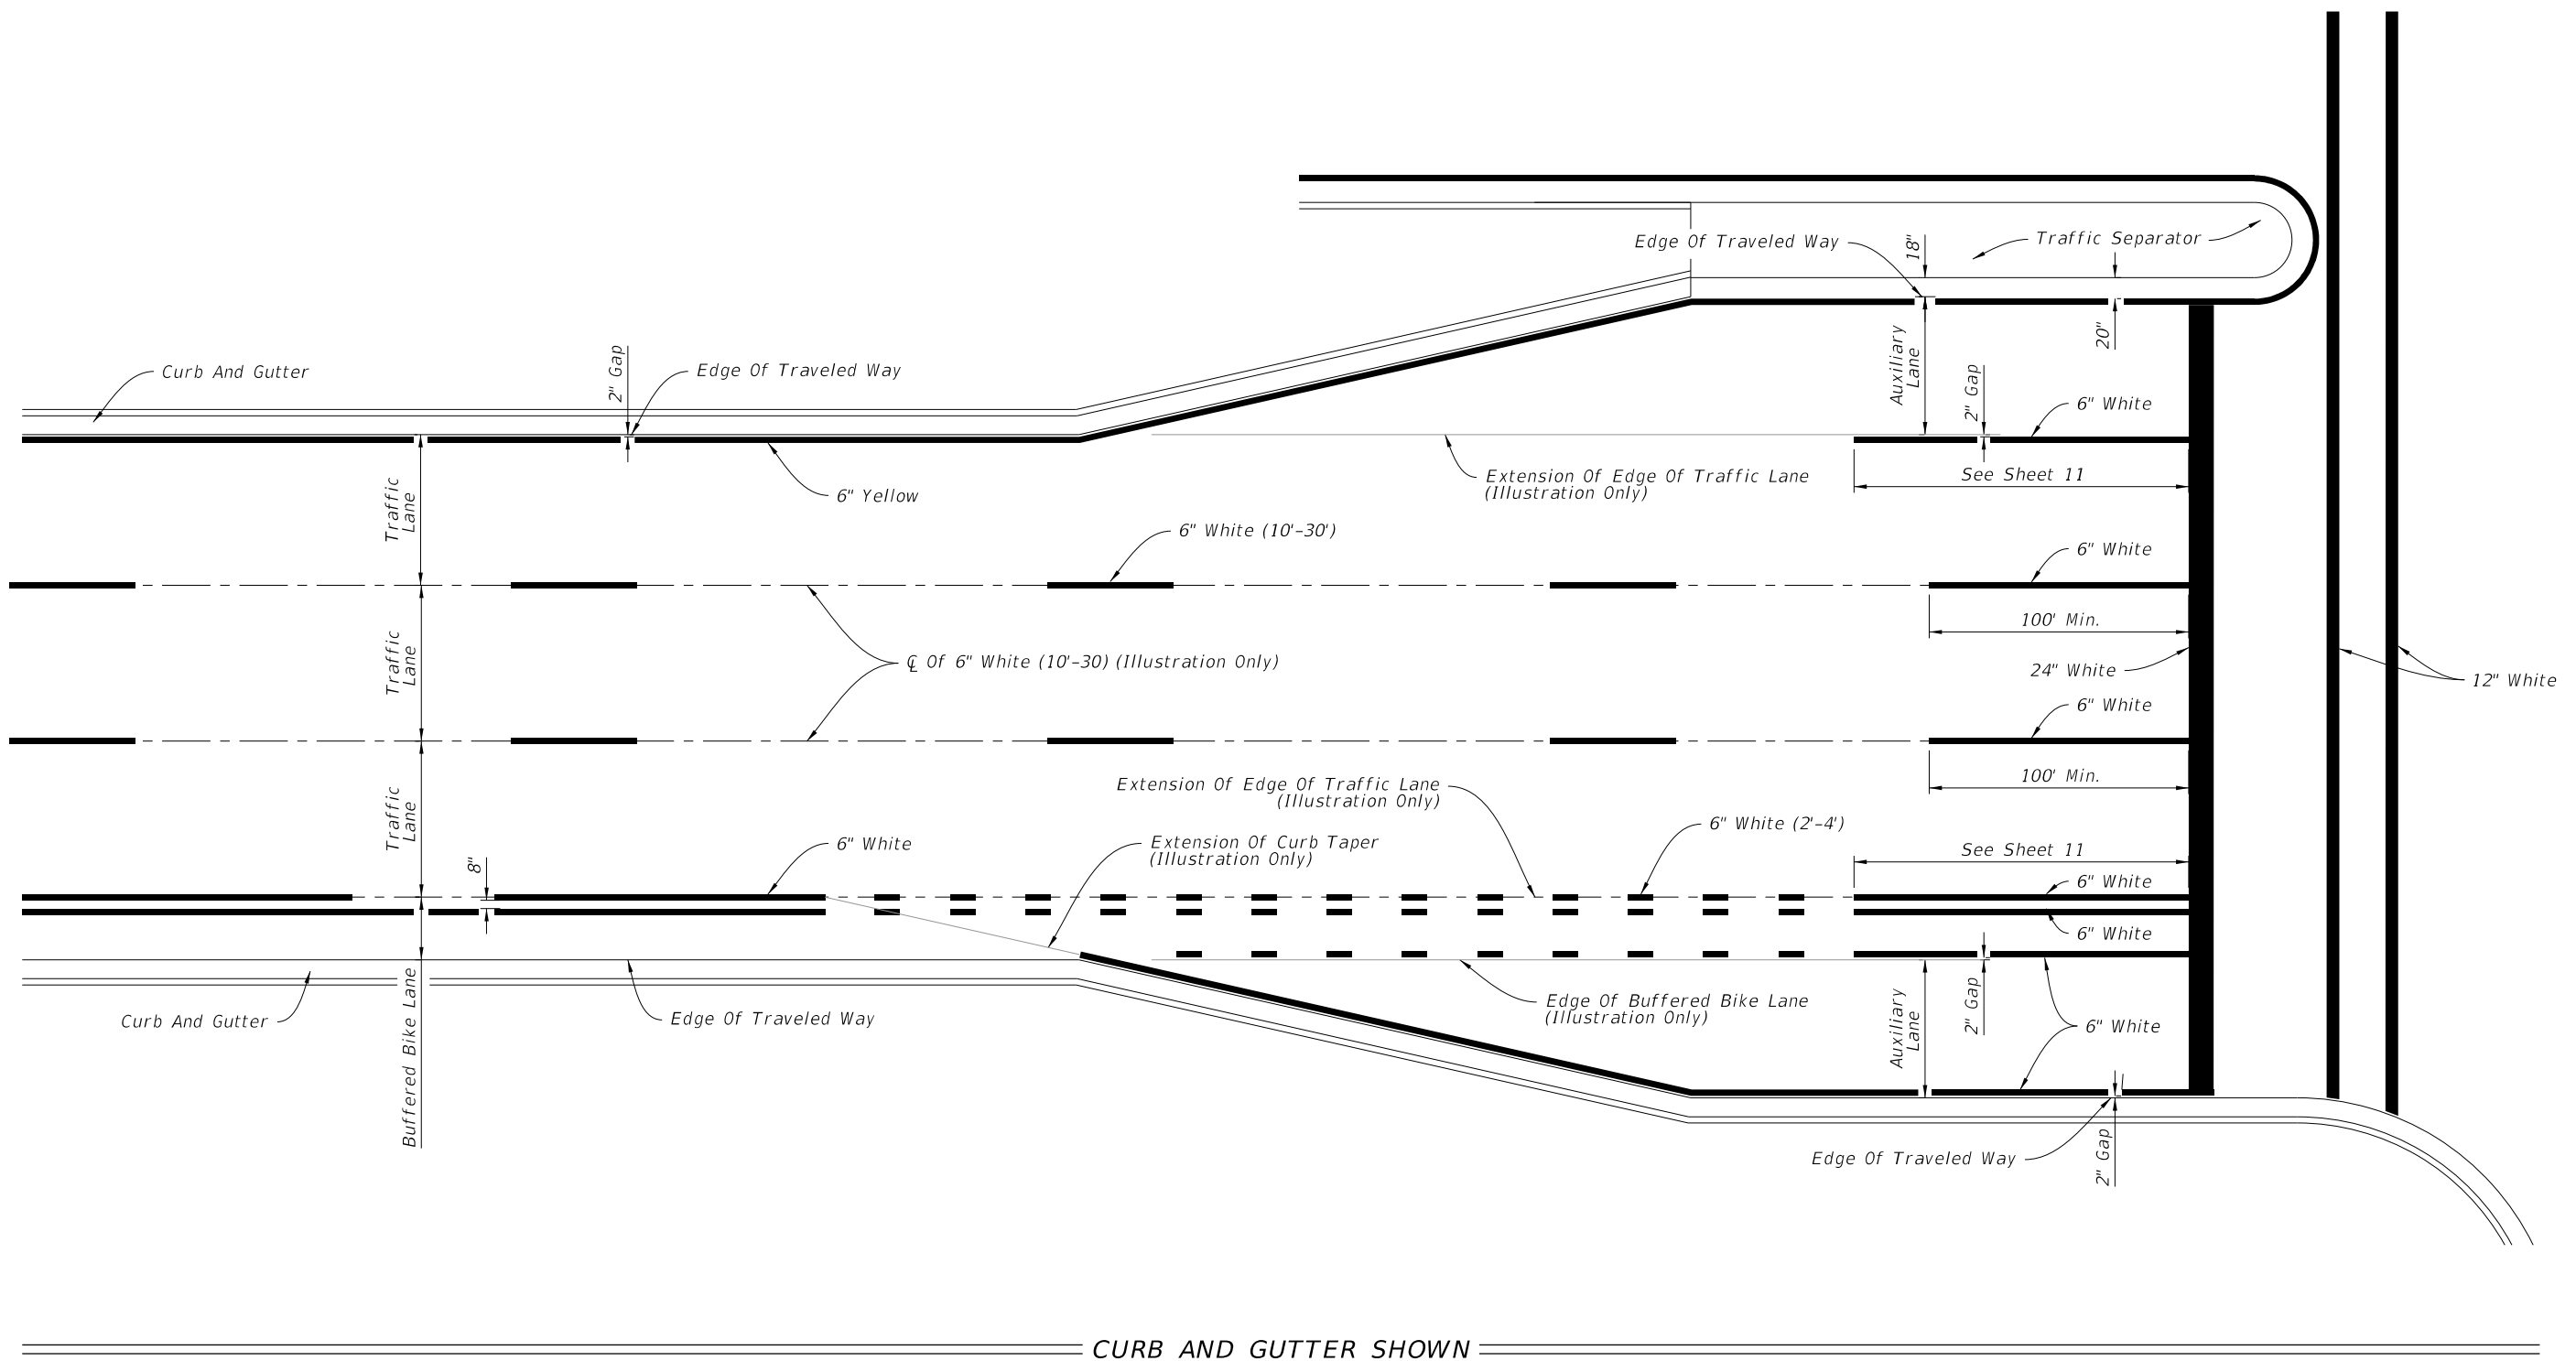 Edge Of Traveled Way
18"
Traffic Separator
20"
Auxiliary
Lane
2" Gap
6" White
Curb And Gutter
2" Gap
Edge Of Traveled Way
6" Yellow
Extension Of Edge Of Traffic Lane
(Illustration Only)
See Sheet 11
Traffic
Lane
6" White (10'-30')
6" White
100' Min.
Traffic
Lane
℄ Of 6" White (10'-30) (Illustration Only)
24" White
12" White
6" White
100' Min.
Traffic
Lane
Extension Of Edge Of Traffic Lane
(Illustration Only)
6" White (2'-4')
8"
6" White
Extension Of Curb Taper
(Illustration Only)
See Sheet 11
6" White
6" White
Curb And Gutter
Buffered Bike Lane
Edge Of Traveled Way
Edge Of Buffered Bike Lane
(Illustration Only)
Auxiliary
Lane
2" Gap
6" White
Edge Of Traveled Way
2" Gap
CURB AND GUTTER SHOWN